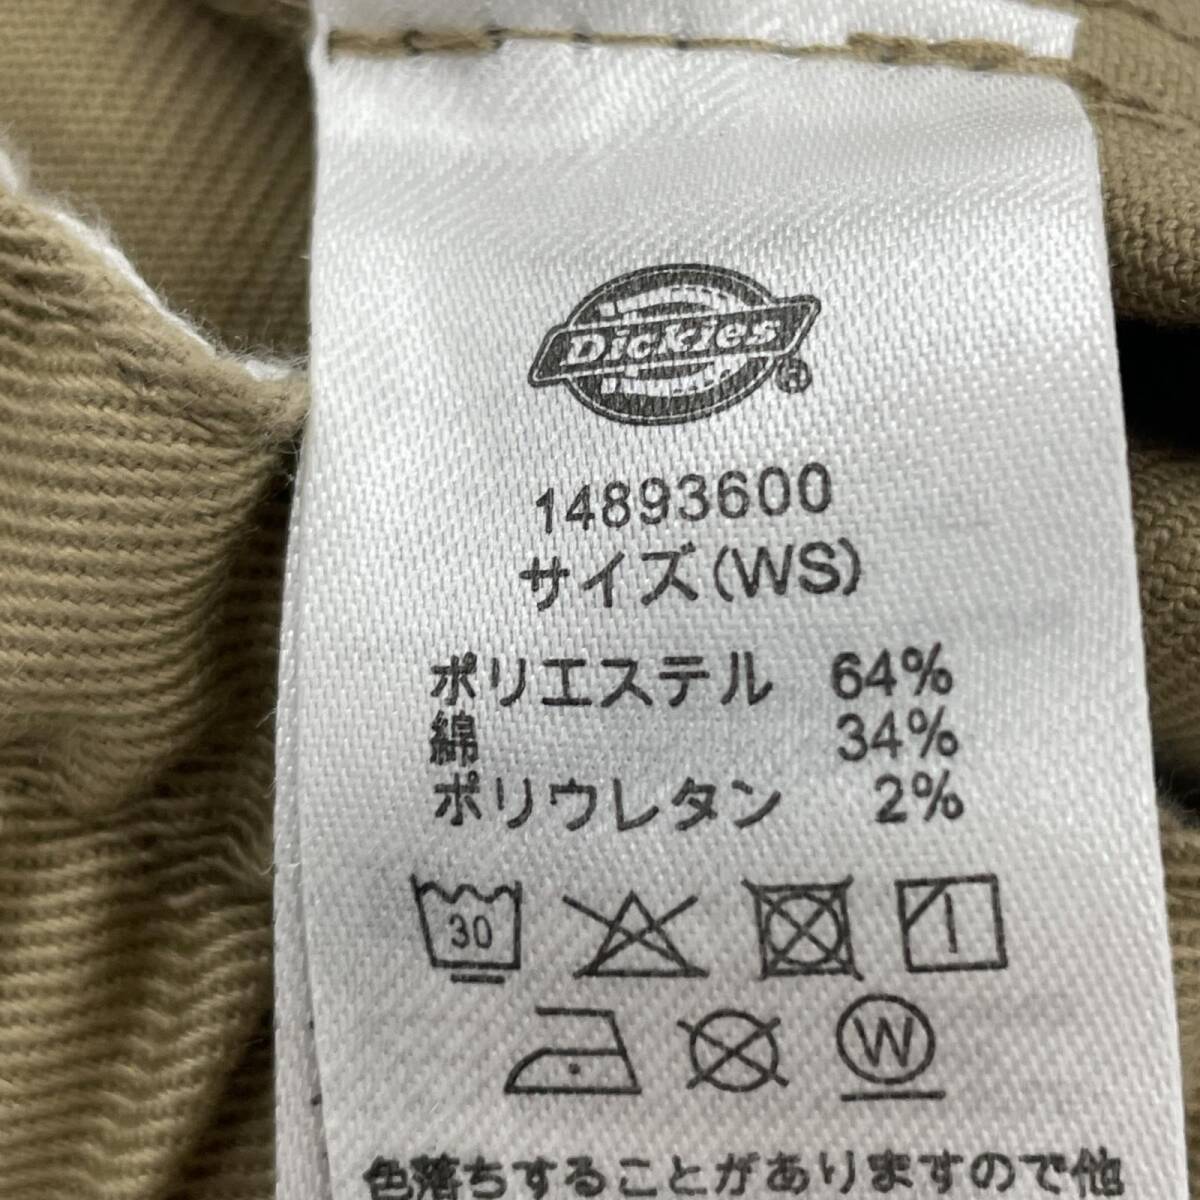 Dickies®
14893600
サイズ(WS)
ポリエステル 64%
綿 34%
ポリウレタン 2%
30
W
色落ちすることがありますので他